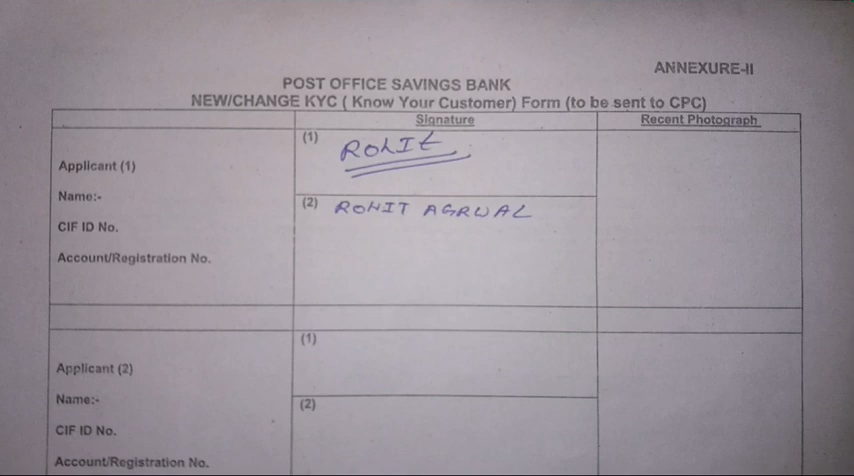 ANNEXURE-II
POST OFFICE SAVINGS BANK
NEW/CHANGE KYC ( Know Your Customer) Form (to be sent to CPC)
Signature Recent Photograph
(1) ROhIt
Applicant (1)
Name:-
(2) ROHIT AGRWAL
CIF ID No.
Account/Registration No.
(1)
Applicant (2)
Name:-
(2)
CIF ID No.
Account/Registration No.